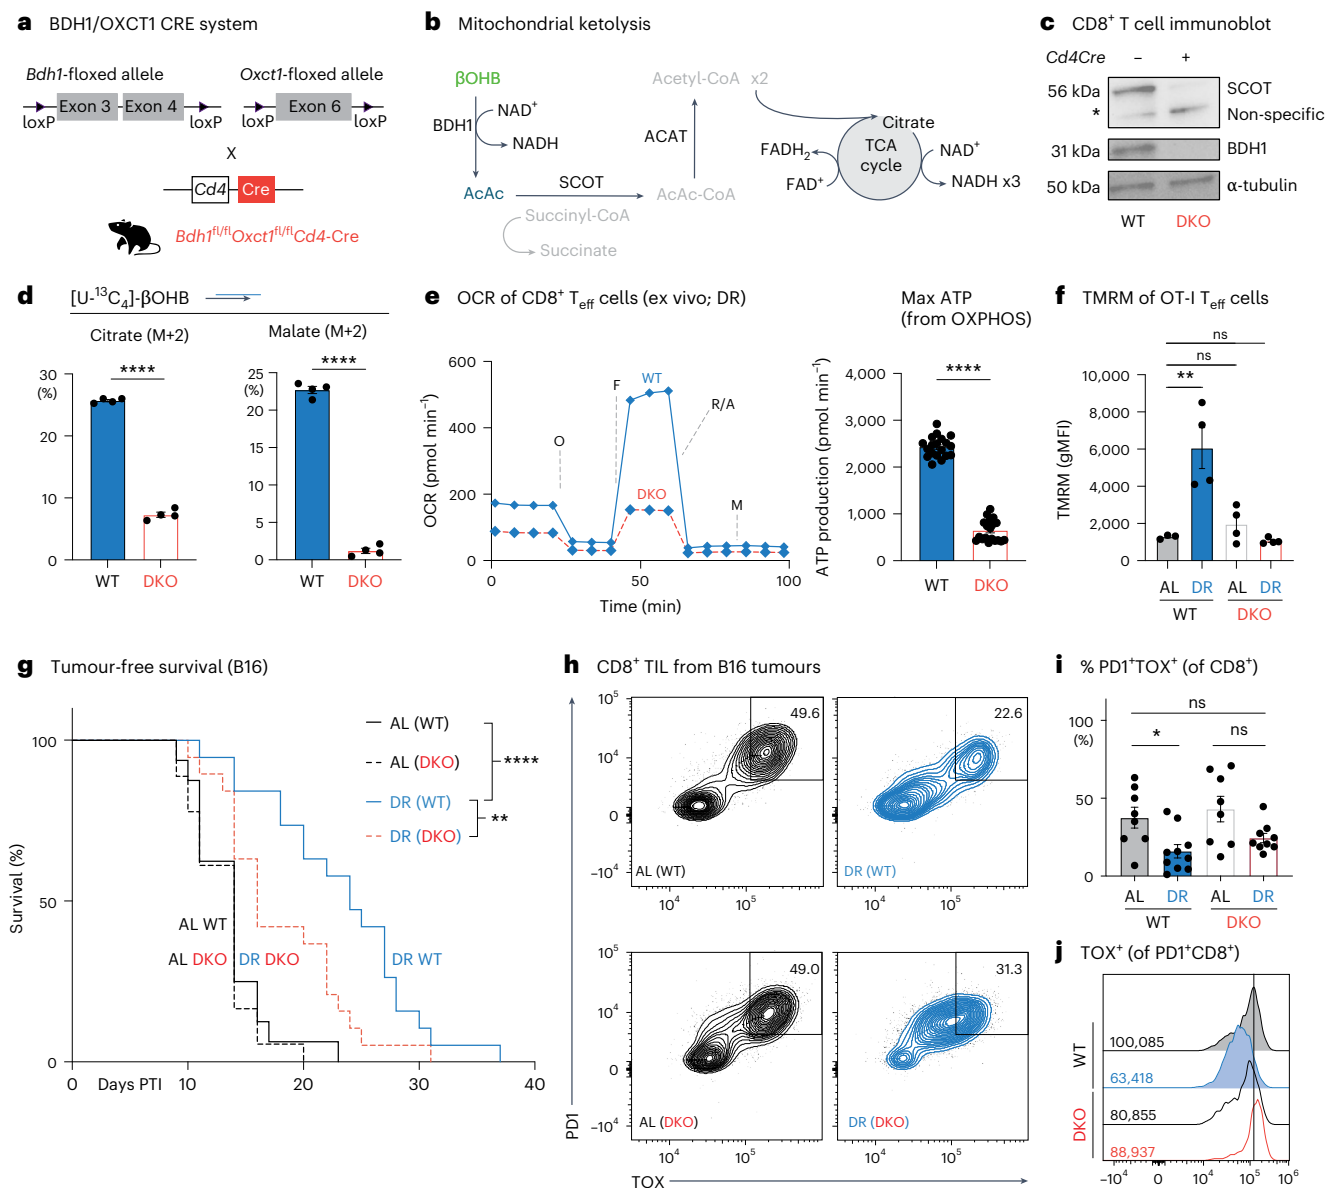 a BDH1/OXCT1 CRE system
Bdh1-floxed allele
Oxct1-floxed allele
Exon 3 Exon 4
Exon 6
loxP loxP loxP loxP
X
Cd4 Cre
Bdh1fl/flOxct1fl/flCd4-Cre
b Mitochondrial ketolysis
βOHB
Acetyl-CoA x2
NAD+
BDH1
NADH
ACAT
Citrate
TCA
cycle
FADH2
FAD+
NAD+
NADH x3
AcAc
SCOT
AcAc-CoA
Succinyl-CoA
Succinate
c CD8+ T cell immunoblot
Cd4Cre – +
56 kDa SCOT
* Non-specific
31 kDa BDH1
50 kDa α-tubulin
WT DKO
d [U-13C4]-βOHB
Citrate (M+2)
Malate (M+2)
****
****
30
(%)
20
10
0
WT DKO
25
(%)
20
15
10
5
0
WT DKO
e OCR of CD8+ Teff cells (ex vivo; DR)
600
400
200
0
OCR (pmol min−1)
O
F
WT
R/A
DKO
M
0 50 100
Time (min)
Max ATP
(from OXPHOS)
****
4,000
3,000
2,000
1,000
0
ATP production (pmol min−1)
WT DKO
f TMRM of OT-I Teff cells
ns
ns
**
10,000
8,000
6,000
4,000
2,000
0
TMRM (gMFI)
AL DR AL DR
WT DKO
g Tumour-free survival (B16)
AL (WT)
AL (DKO)
DR (WT)
DR (DKO)
****
**
100
50
0
Survival (%)
AL WT
AL DKO DR DKO
DR WT
0 Days PTI 10 20 30 40
h CD8+ TIL from B16 tumours
105
104
0
−104
49.6
AL (WT)
104 105
22.6
DR (WT)
104 105
105
104
0
−104
49.0
AL (DKO)
104 105
31.3
DR (DKO)
104 105
PD1
TOX
i % PD1+TOX+ (of CD8+)
ns
*
ns
100
(%)
50
0
AL DR AL DR
WT DKO
j TOX+ (of PD1+CD8+)
WT
100,085
63,418
DKO
80,855
88,937
−104 0 104 105 106